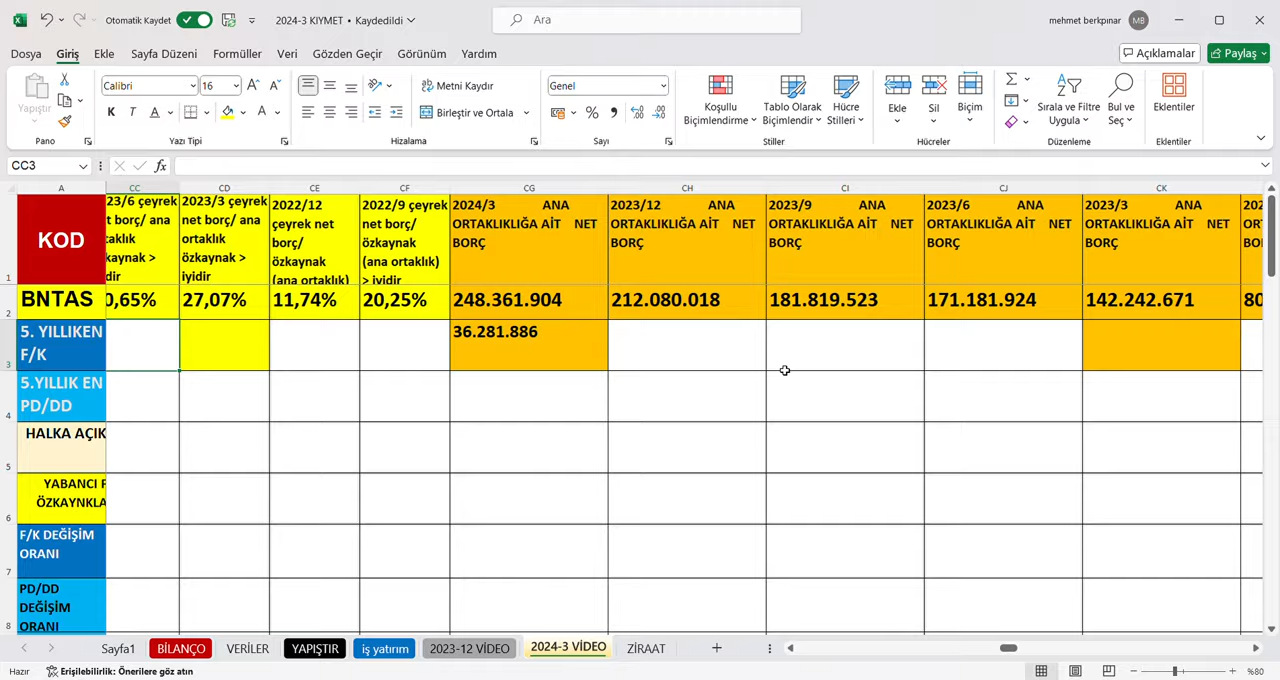 Otomatik Kaydet
2024-3 KIYMET • Kaydedildi
Ara
mehmet berkpınar
MB
Dosya Giriş Ekle Sayfa Düzeni Formüller Veri Gözden Geçir Görünüm Yardım
Açıklamalar
Paylaş
Yapıştır
Pano
Calibri
16
K T A
A
Yazı Tipi
Metni Kaydır
Birleştir ve Ortala
Hizalama
Genel
%
Sayı
Koşullu
Biçimlendirme
Tablo Olarak
Biçimlendir
Hücre
Stilleri
Stiller
Ekle
Sil
Biçim
Hücreler
Sırala ve Filtre
Uygula
Bul ve
Seç
Düzenleme
Eklentiler
Eklentiler
CC3
fx
A CC CD CE CF CG CH CI CJ CK
1
KOD
23/6 çeyrek
t borç/ ana
taklık
kaynak >
dir
2023/3 çeyrek
net borç/ ana
ortaklık
özkaynak >
iyidir
2022/12
çeyrek net
borç/
özkaynak
(ana ortaklık)
2022/9 çeyrek
net borç/
özkaynak
(ana ortaklık)
> iyidir
2024/3 ANA
ORTAKLIKLIĞA AİT NET
BORÇ
2023/12 ANA
ORTAKLIKLIĞA AİT NET
BORÇ
2023/9 ANA
ORTAKLIKLIĞA AİT NET
BORÇ
2023/6 ANA
ORTAKLIKLIĞA AİT NET
BORÇ
2023/3 ANA
ORTAKLIKLIĞA AİT NET
BORÇ
202
ORT
BOR
2
BNTAS
0,65% 27,07% 11,74% 20,25% 248.361.904 212.080.018 181.819.523 171.181.924 142.242.671 80
3
5. YILLIKEN
F/K
36.281.886
4
5.YILLIK EN
PD/DD
5
HALKA AÇIK
6
YABANCI F
ÖZKAYNKLA
7
F/K DEĞİŞİM
ORANI
8
PD/DD
DEĞİŞİM
ORANI
Sayfa1 BİLANÇO VERİLER YAPIŞTIR iş yatırım 2023-12 VİDEO 2024-3 VİDEO ZİRAAT
Hazır
Erişilebilirlik: Önerilere göz atın
%80